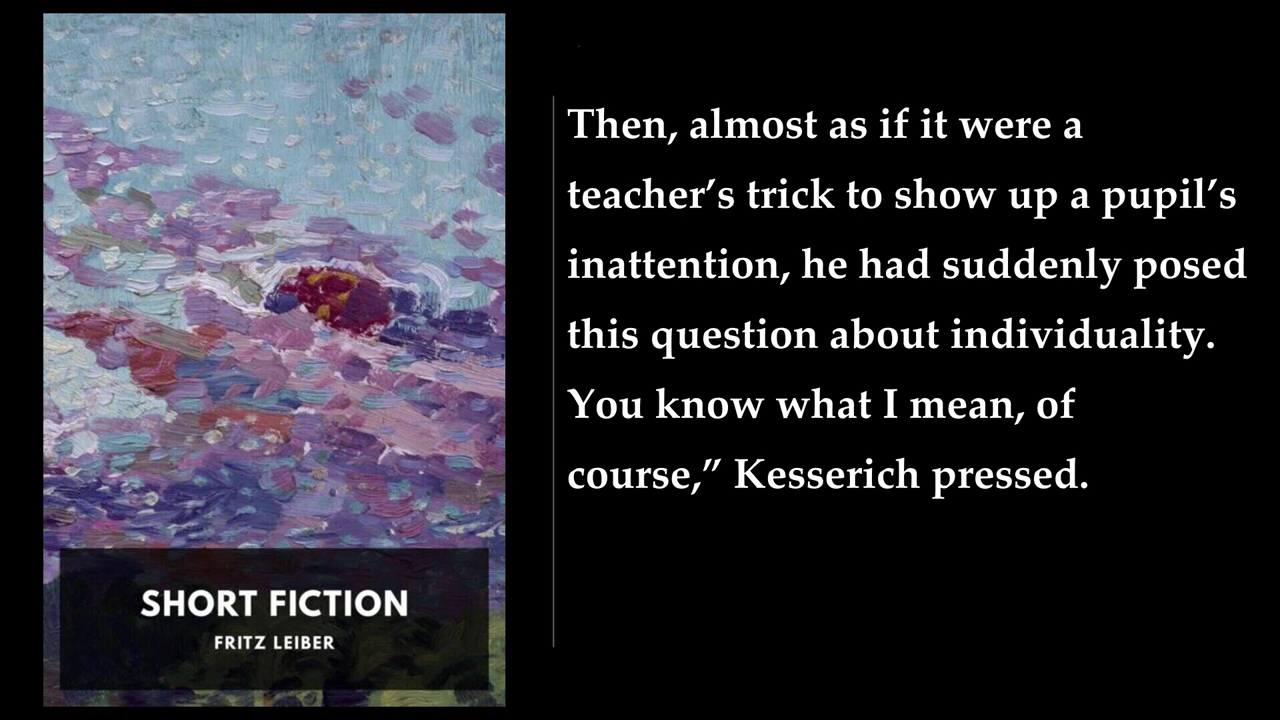 SHORT FICTION
FRITZ LEIBER
Then, almost as if it were a
teacher’s trick to show up a pupil’s
inattention, he had suddenly posed
this question about individuality.
You know what I mean, of
course,” Kesserich pressed.